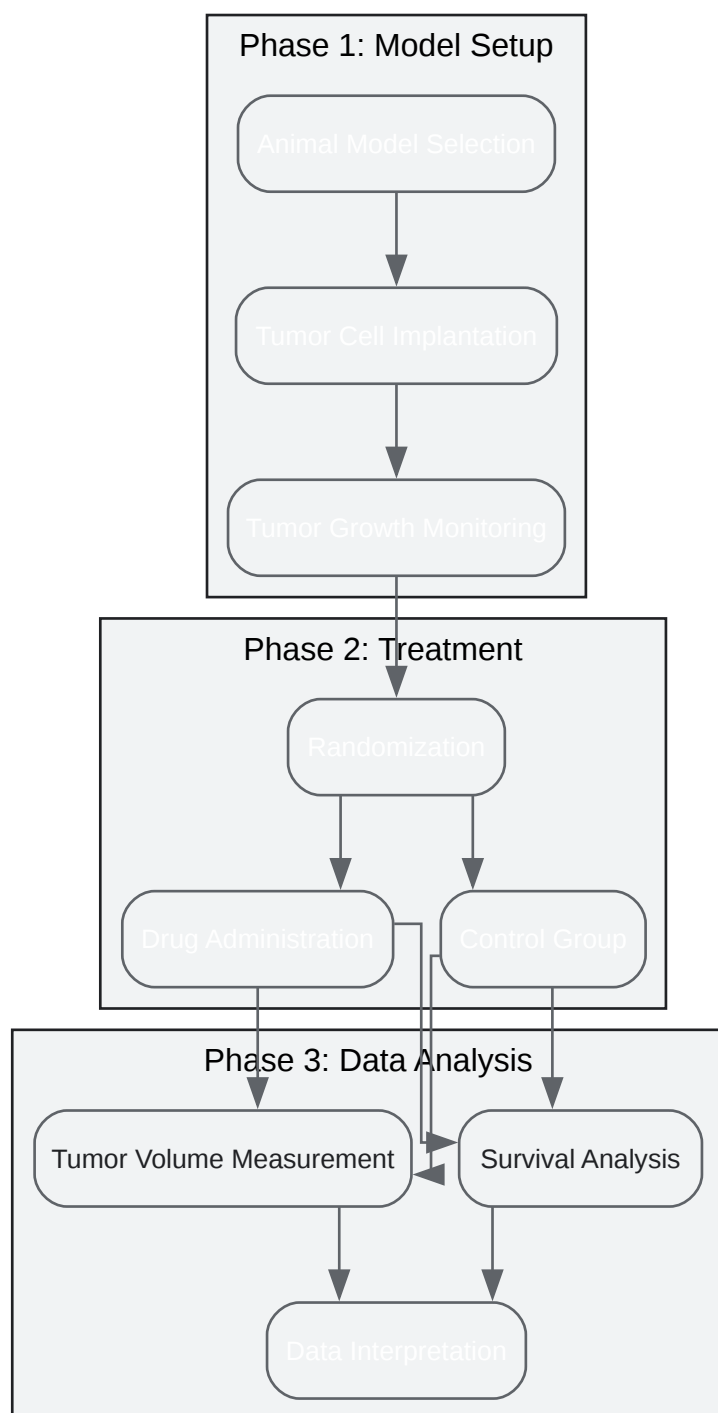 Phase 1: Model Setup
Animal Model Selection
Tumor Cell Implantation
Tumor Growth Monitoring
Phase 2: Treatment
Randomization
Drug Administration
Control Group
Phase 3: Data Analysis
Tumor Volume Measurement
Survival Analysis
Data Interpretation